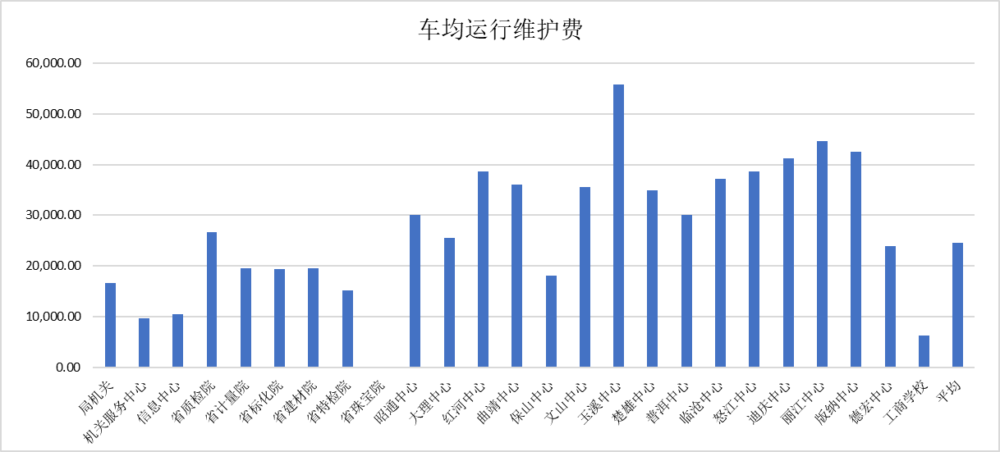 车均运行维护费
60,000.00
50,000.00
40,000.00
30,000.00
20,000.00
10,000.00
0.00
局机关
机关服务中心
信息中心
省质检院
省计量院
省标化院
省建材院
省特检院
省珠宝院
昭通中心
大理中心
红河中心
曲靖中心
保山中心
文山中心
玉溪中心
楚雄中心
普洱中心
临沧中心
怒江中心
迪庆中心
丽江中心
版纳中心
德宏中心
工商学校
平均